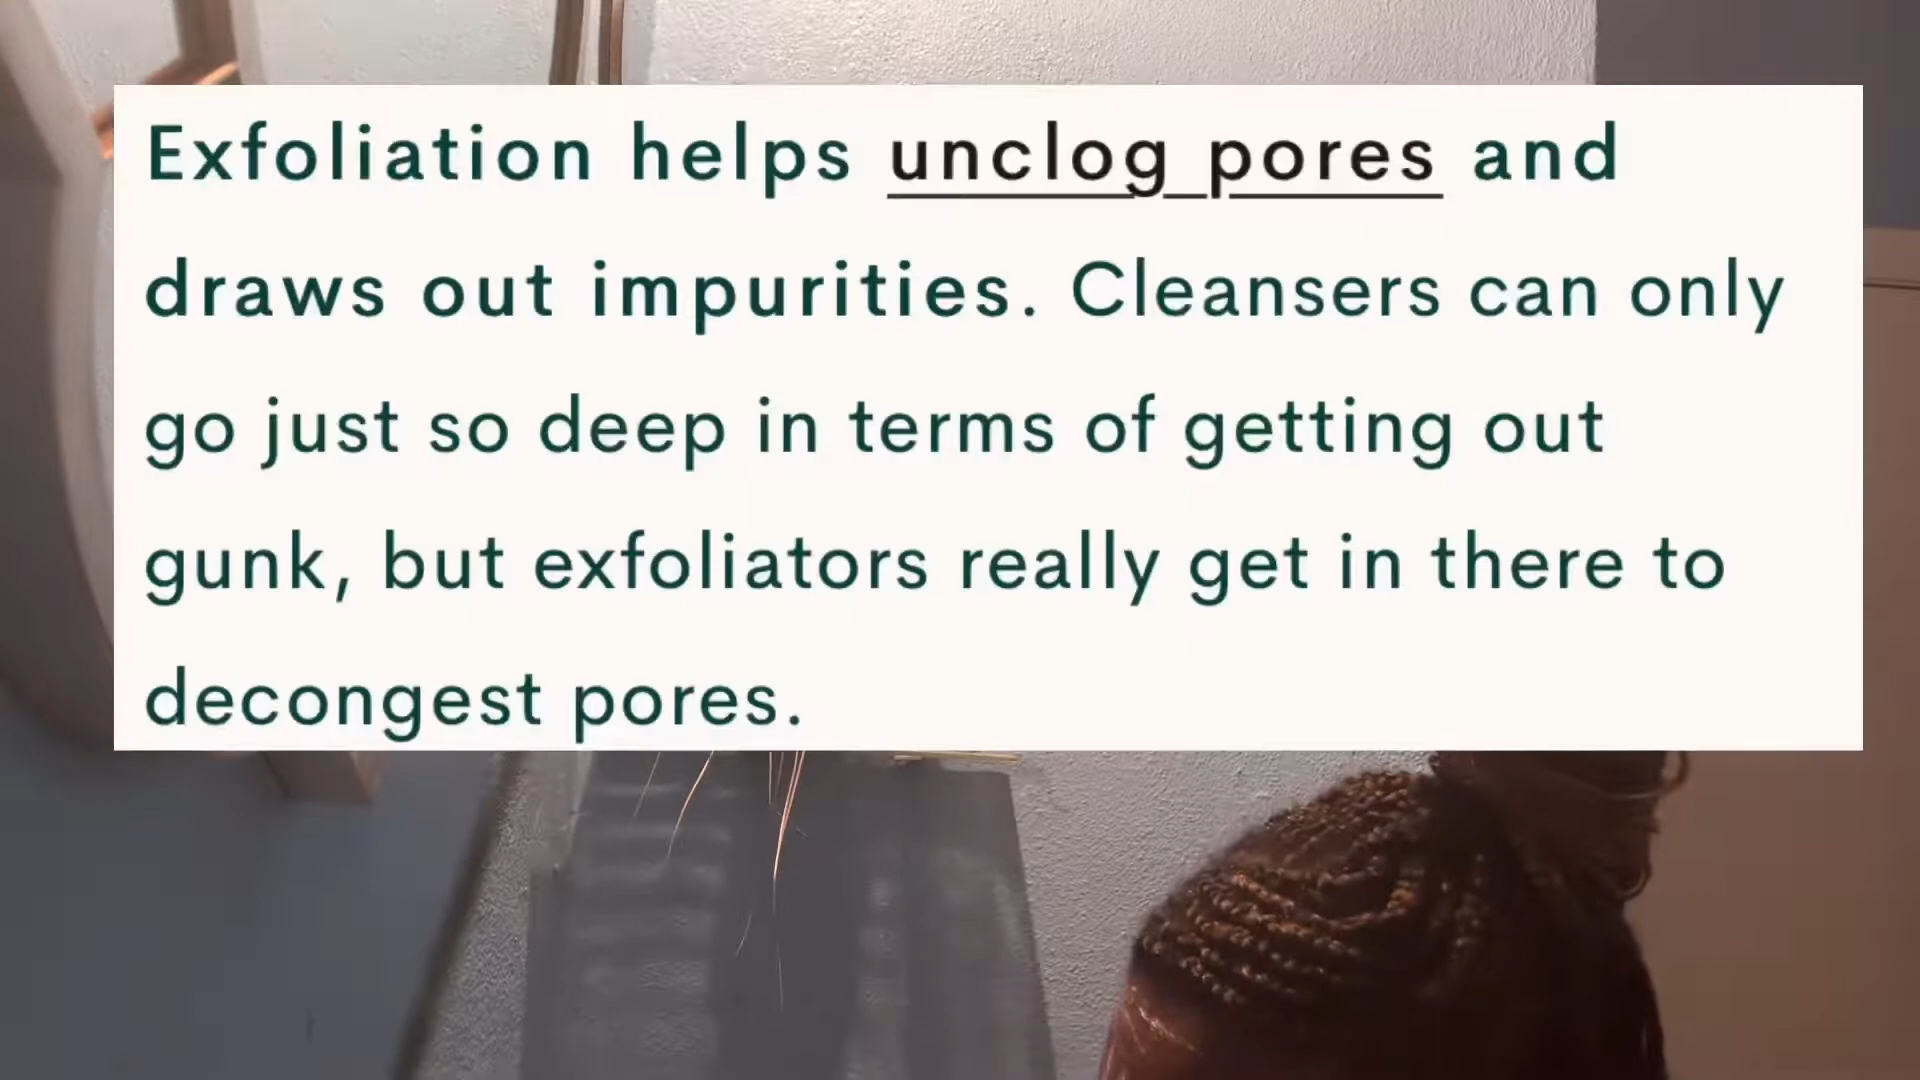 Exfoliation helps unclog pores and
draws out impurities. Cleansers can only
go just so deep in terms of getting out
gunk, but exfoliators really get in there to
decongest pores.